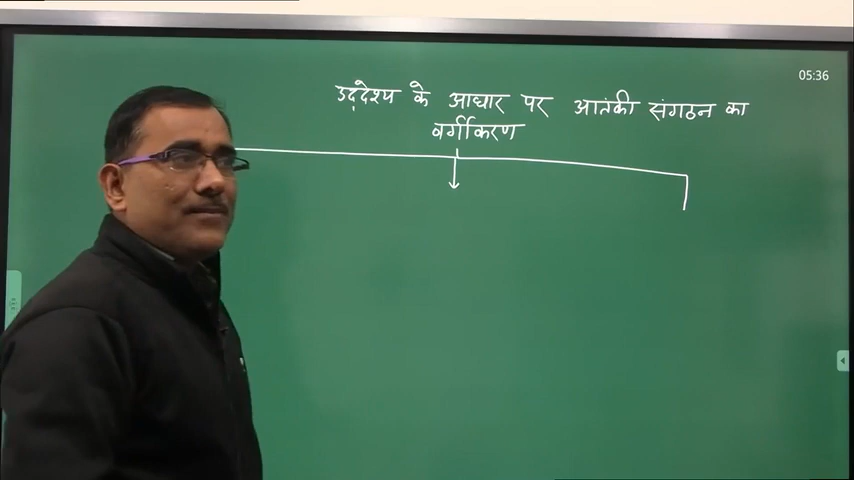 05:36
उद्देश्य के आधार पर आतंकी संगठन का
वर्गीकरण